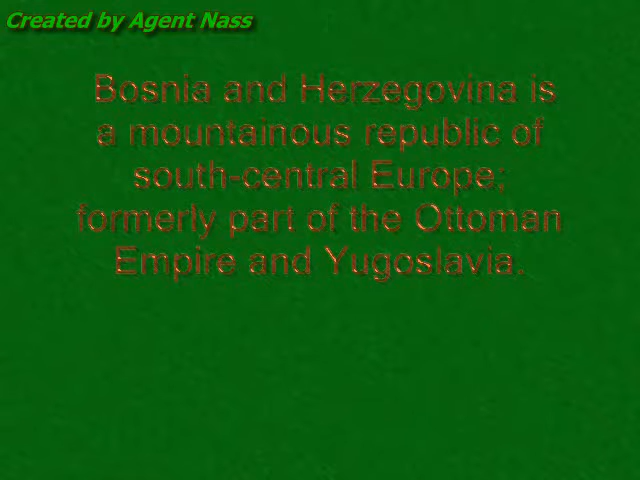 Created by Agent Nass
Bosnia and Herzegovina is
a mountainous republic of
south-central Europe;
formerly part of the Ottoman
Empire and Yugoslavia.